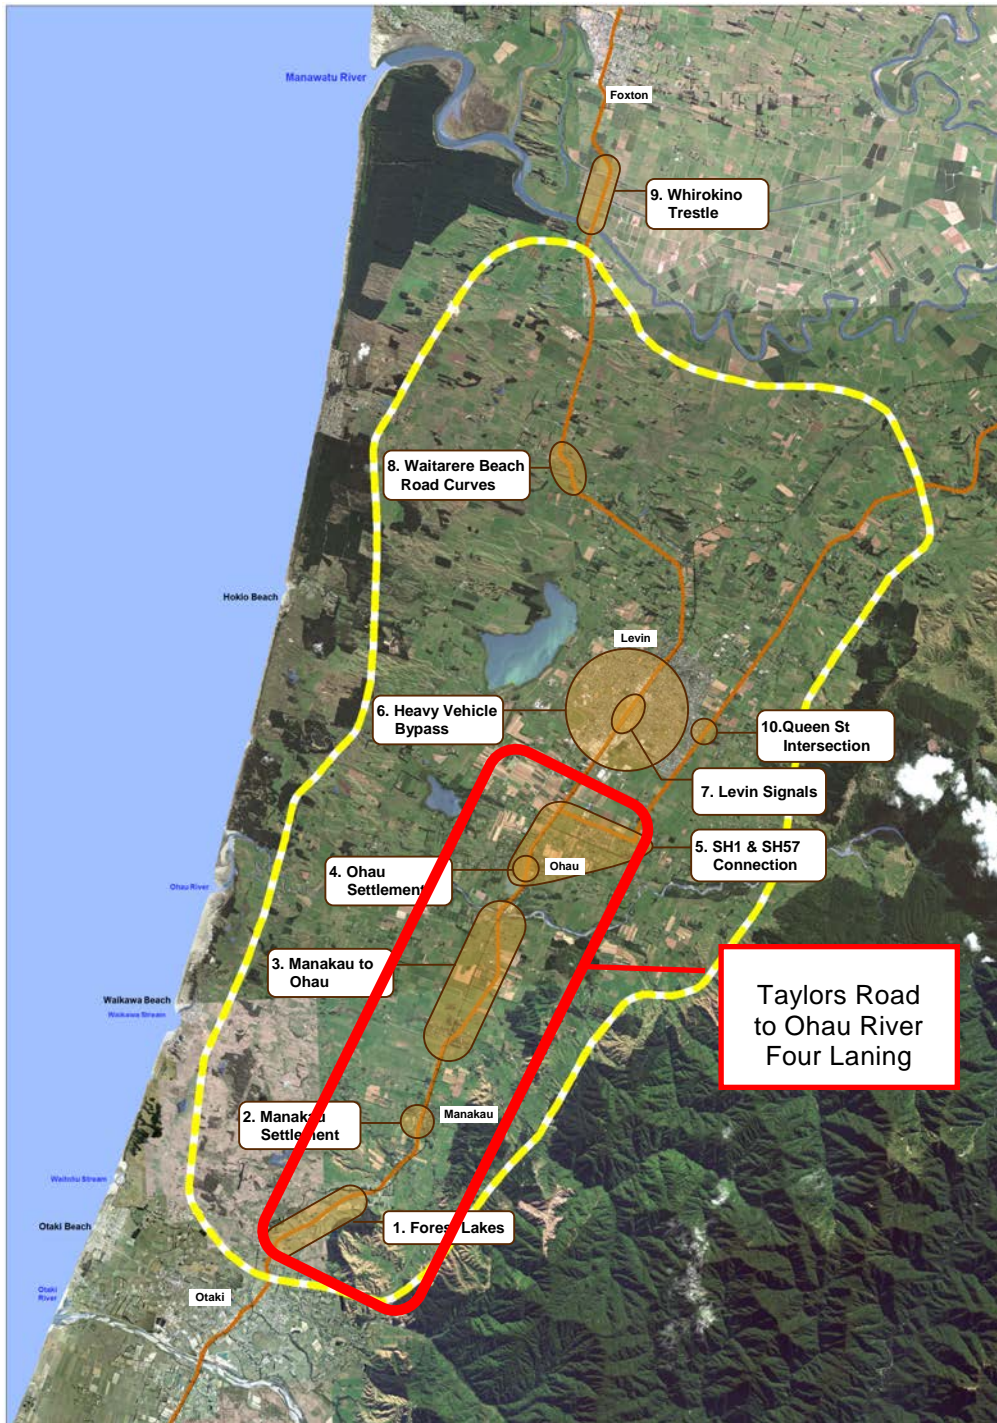 Manawatu River
Foxton
9. Whirokino
Trestle
8. Waitarere Beach
Road Curves
Hokio Beach
Levin
6. Heavy Vehicle
Bypass
10.Queen St
Intersection
7. Levin Signals
5. SH1 & SH57
Connection
4. Ohau
Settlement
Ohau
Ohau River
3. Manakau to
Ohau
Taylors Road
to Ohau River
Four Laning
Waikawa Beach
Waikawa Stream
2. Manakau
Settlement
Manakau
Waitohu Stream
1. Forest Lakes
Otaki Beach
Otaki
River
Otaki